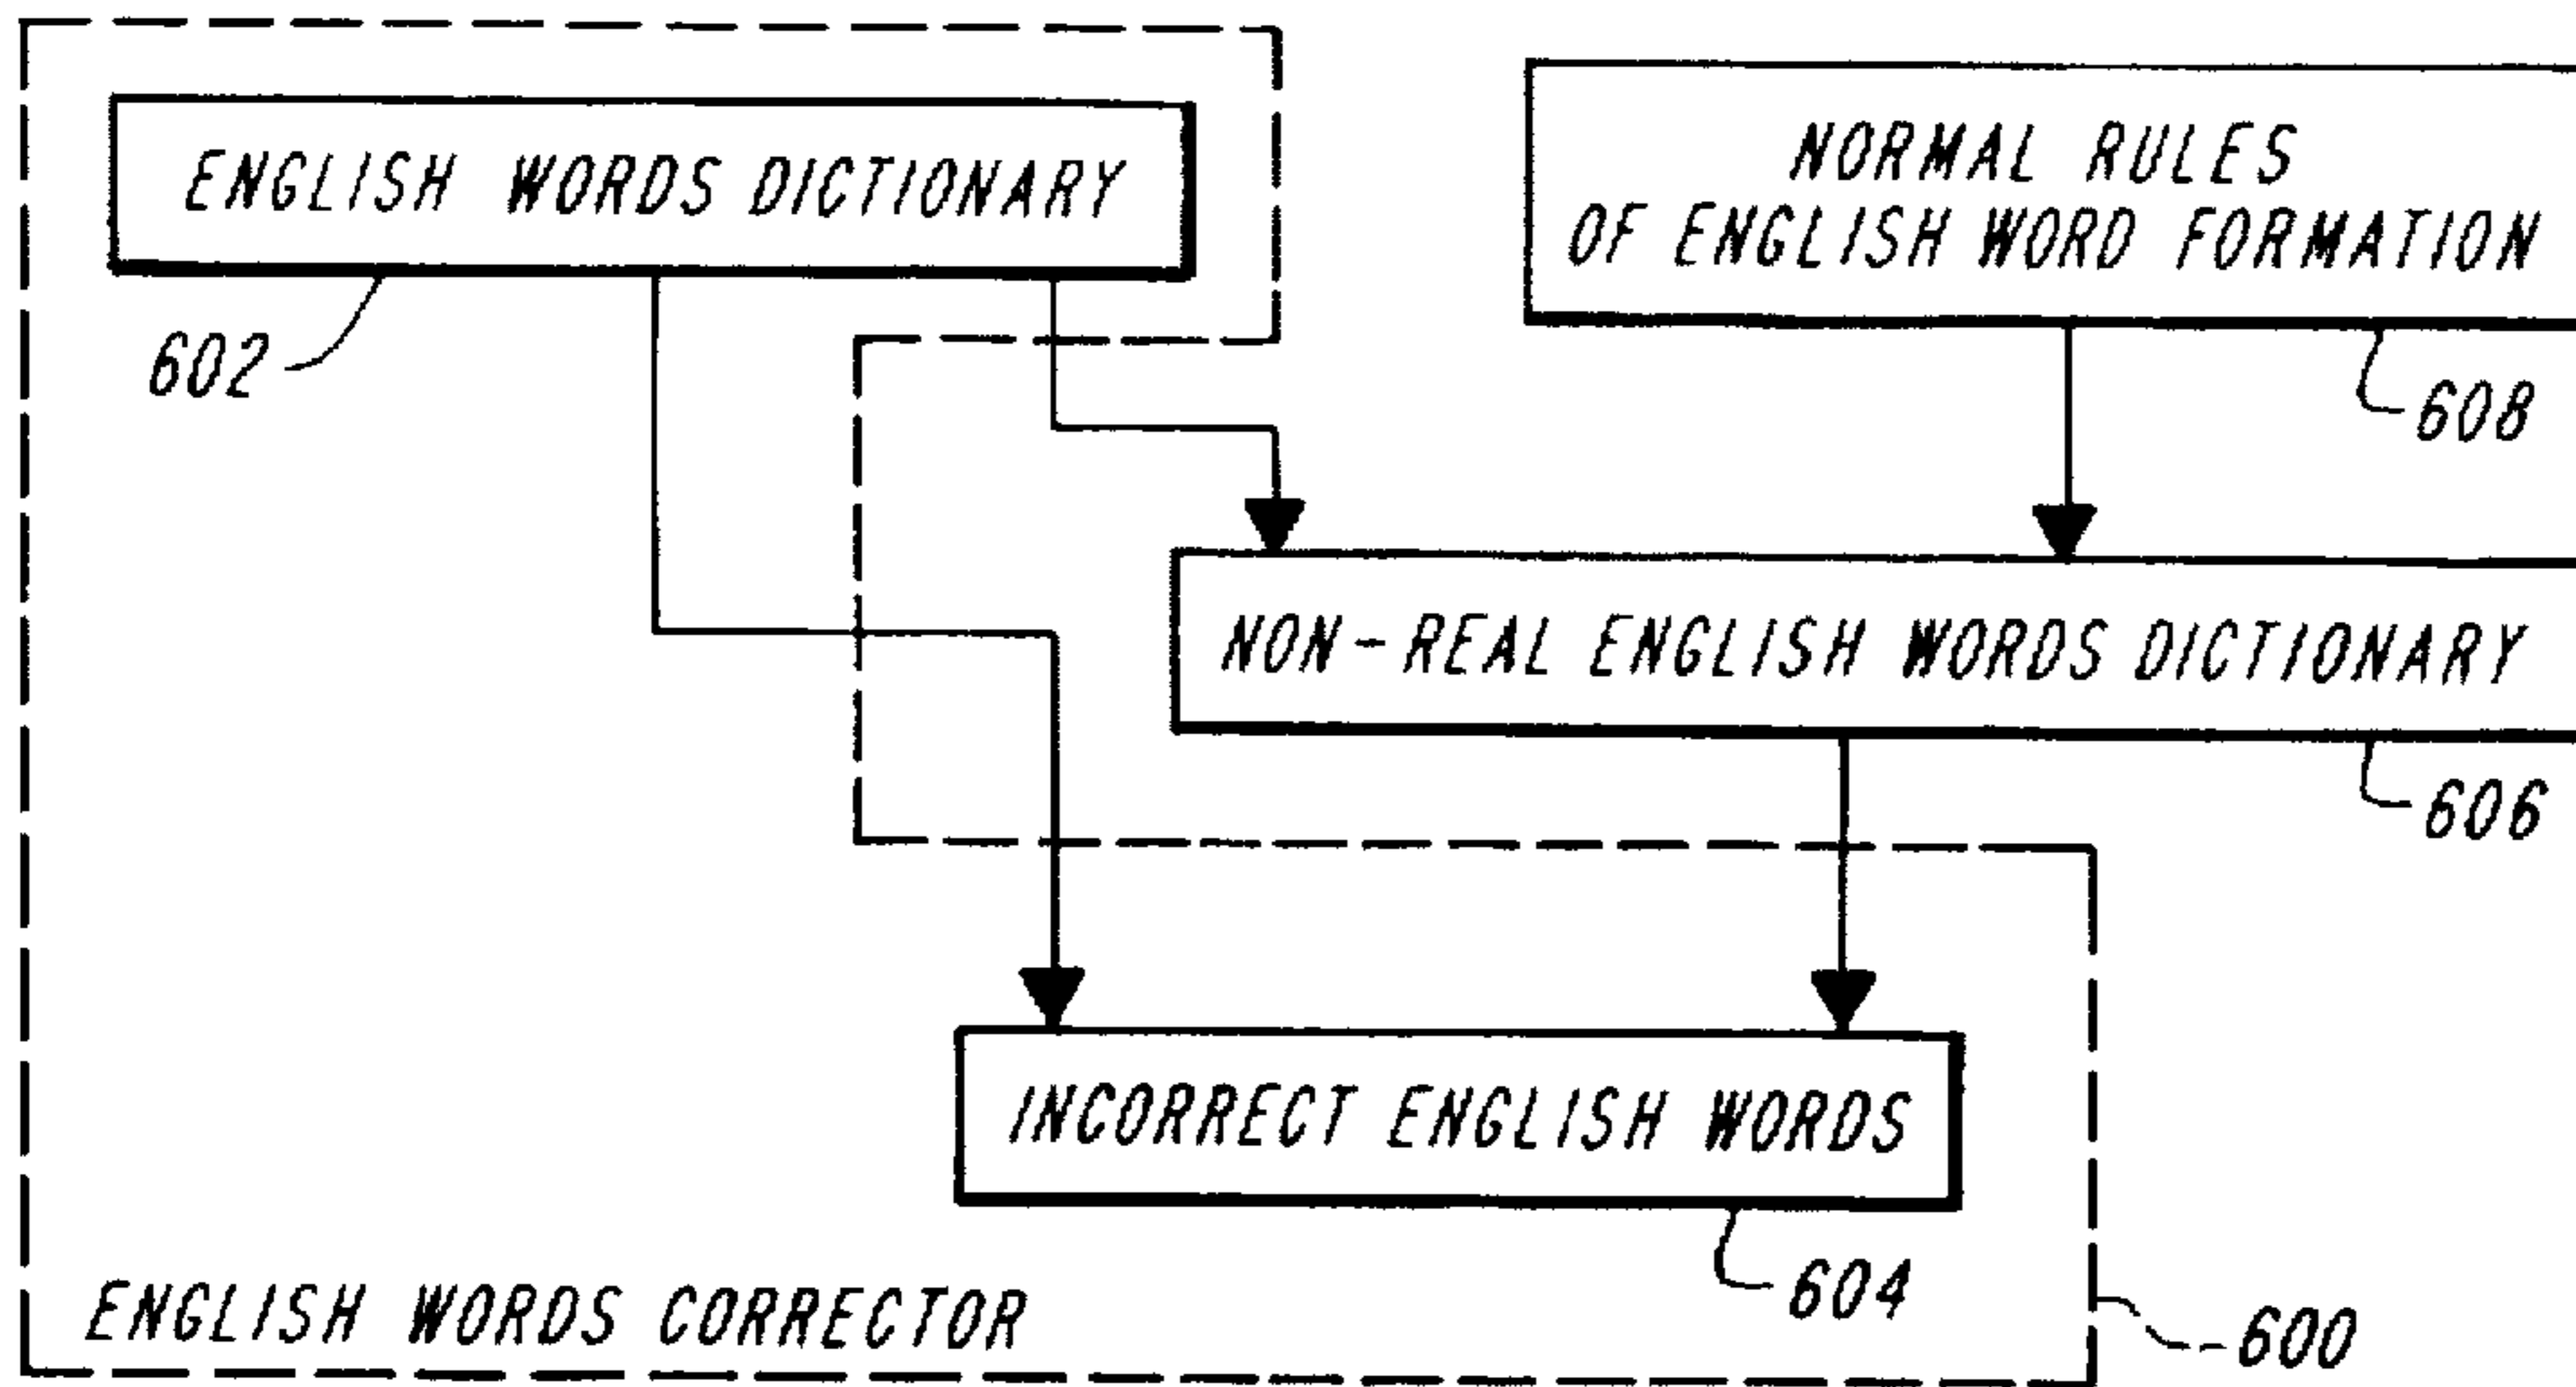 ENGLISH WORDS DICTIONARY
602
NORMAL RULES
OF ENGLISH WORD FORMATION
608
NON-REAL ENGLISH WORDS DICTIONARY
606
INCORRECT ENGLISH WORDS
604
ENGLISH WORDS CORRECTOR
600